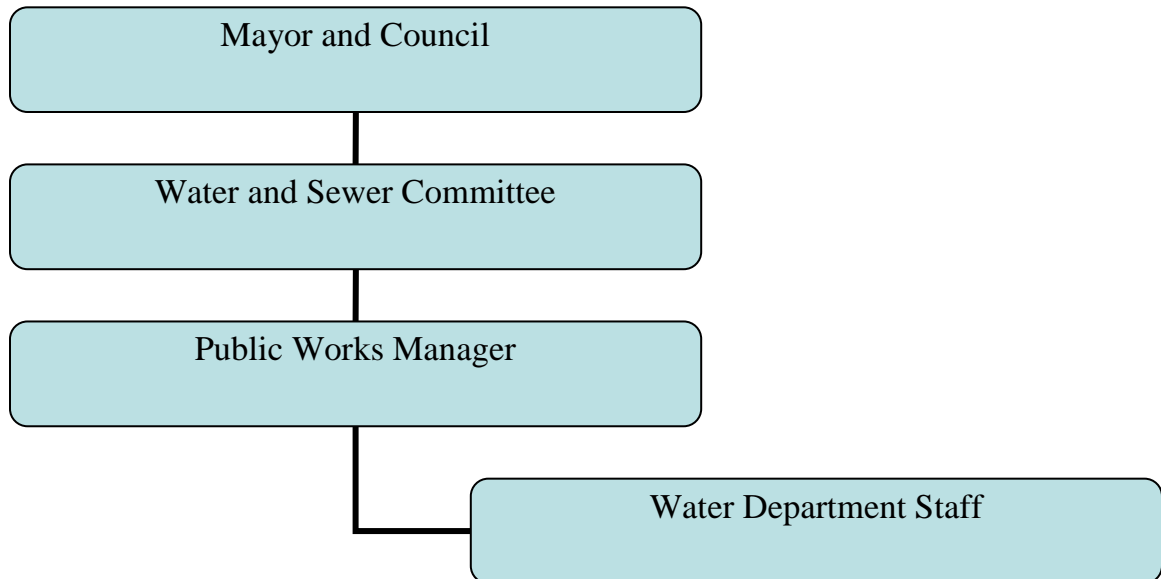 Mayor and Council
Water and Sewer Committee
Public Works Manager
Water Department Staff